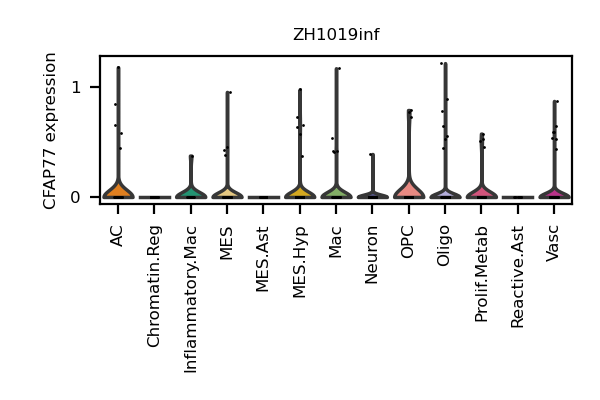 ZH1019inf
CFAP77 expression
1
0
AC
Chromatin.Reg
Inflammatory.Mac
MES
MES.Ast
MES.Hyp
Mac
Neuron
OPC
Oligo
Prolif.Metab
Reactive.Ast
Vasc